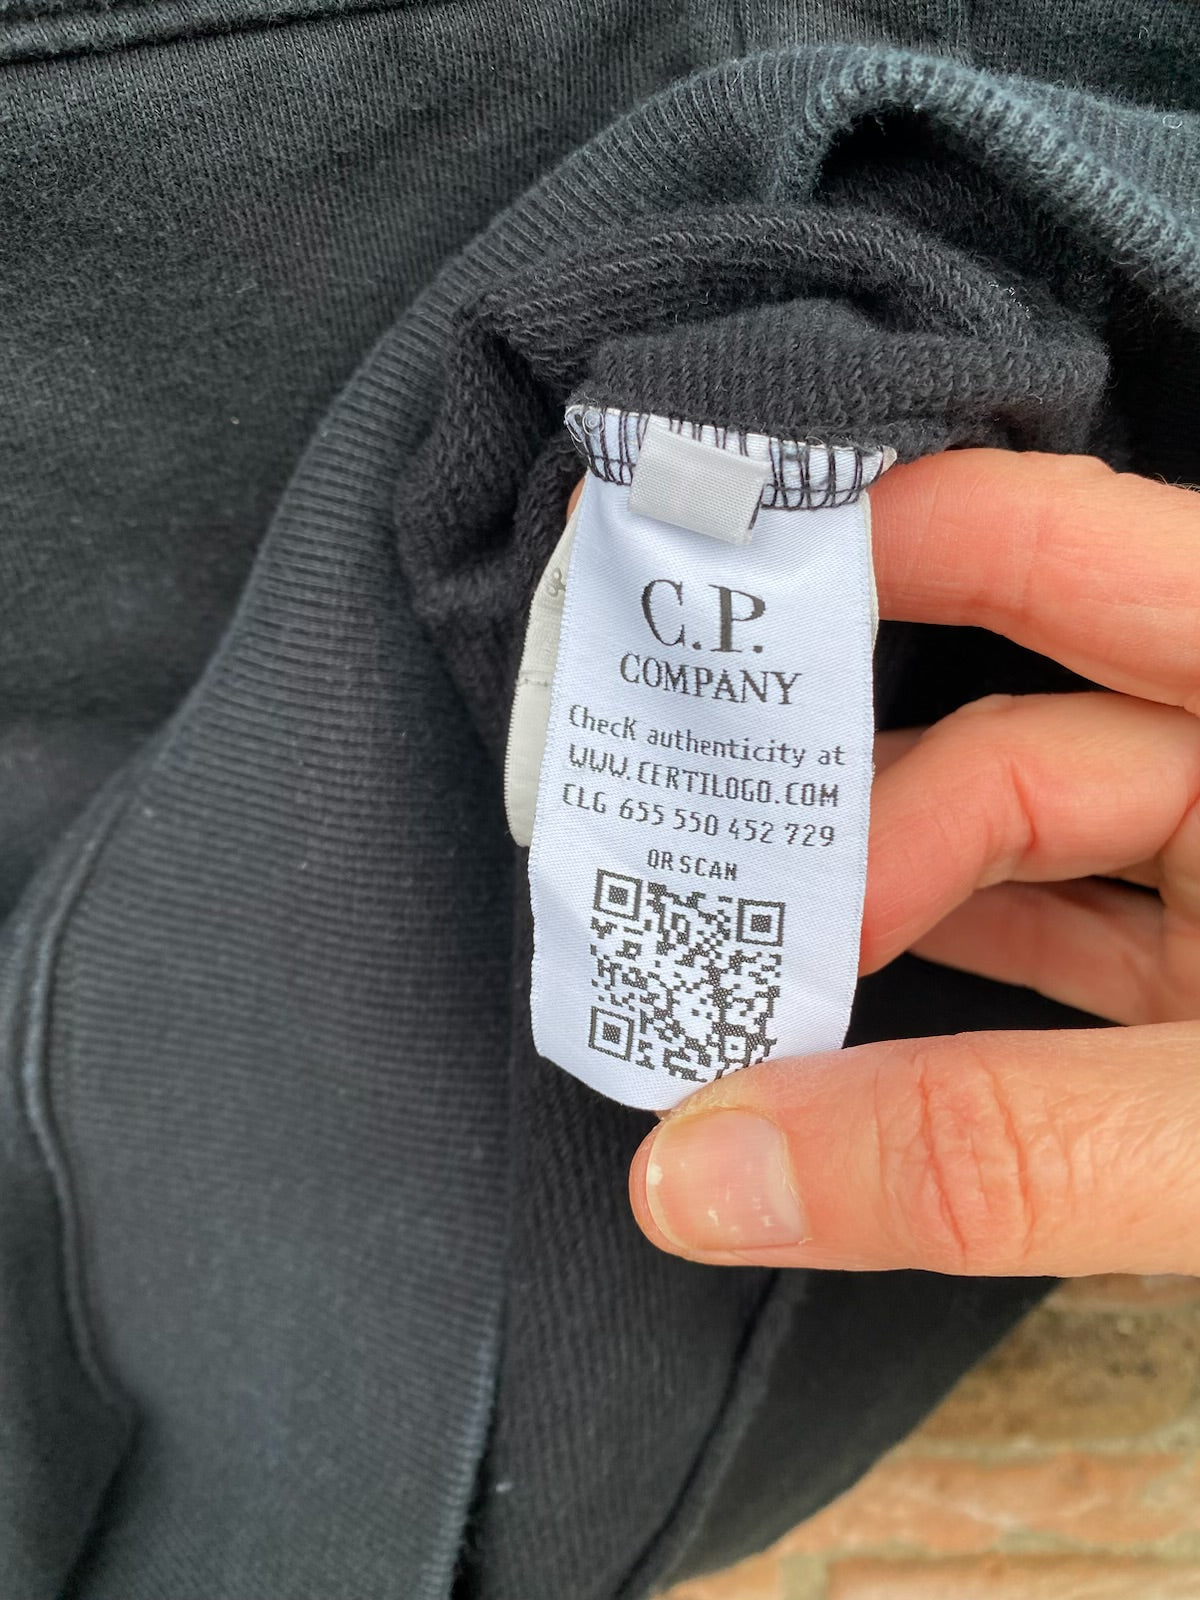 C.P.
COMPANY
Check authenticity at
WWW.CERTILOGO.COM
CLG 655 550 452 729
OR SCAN